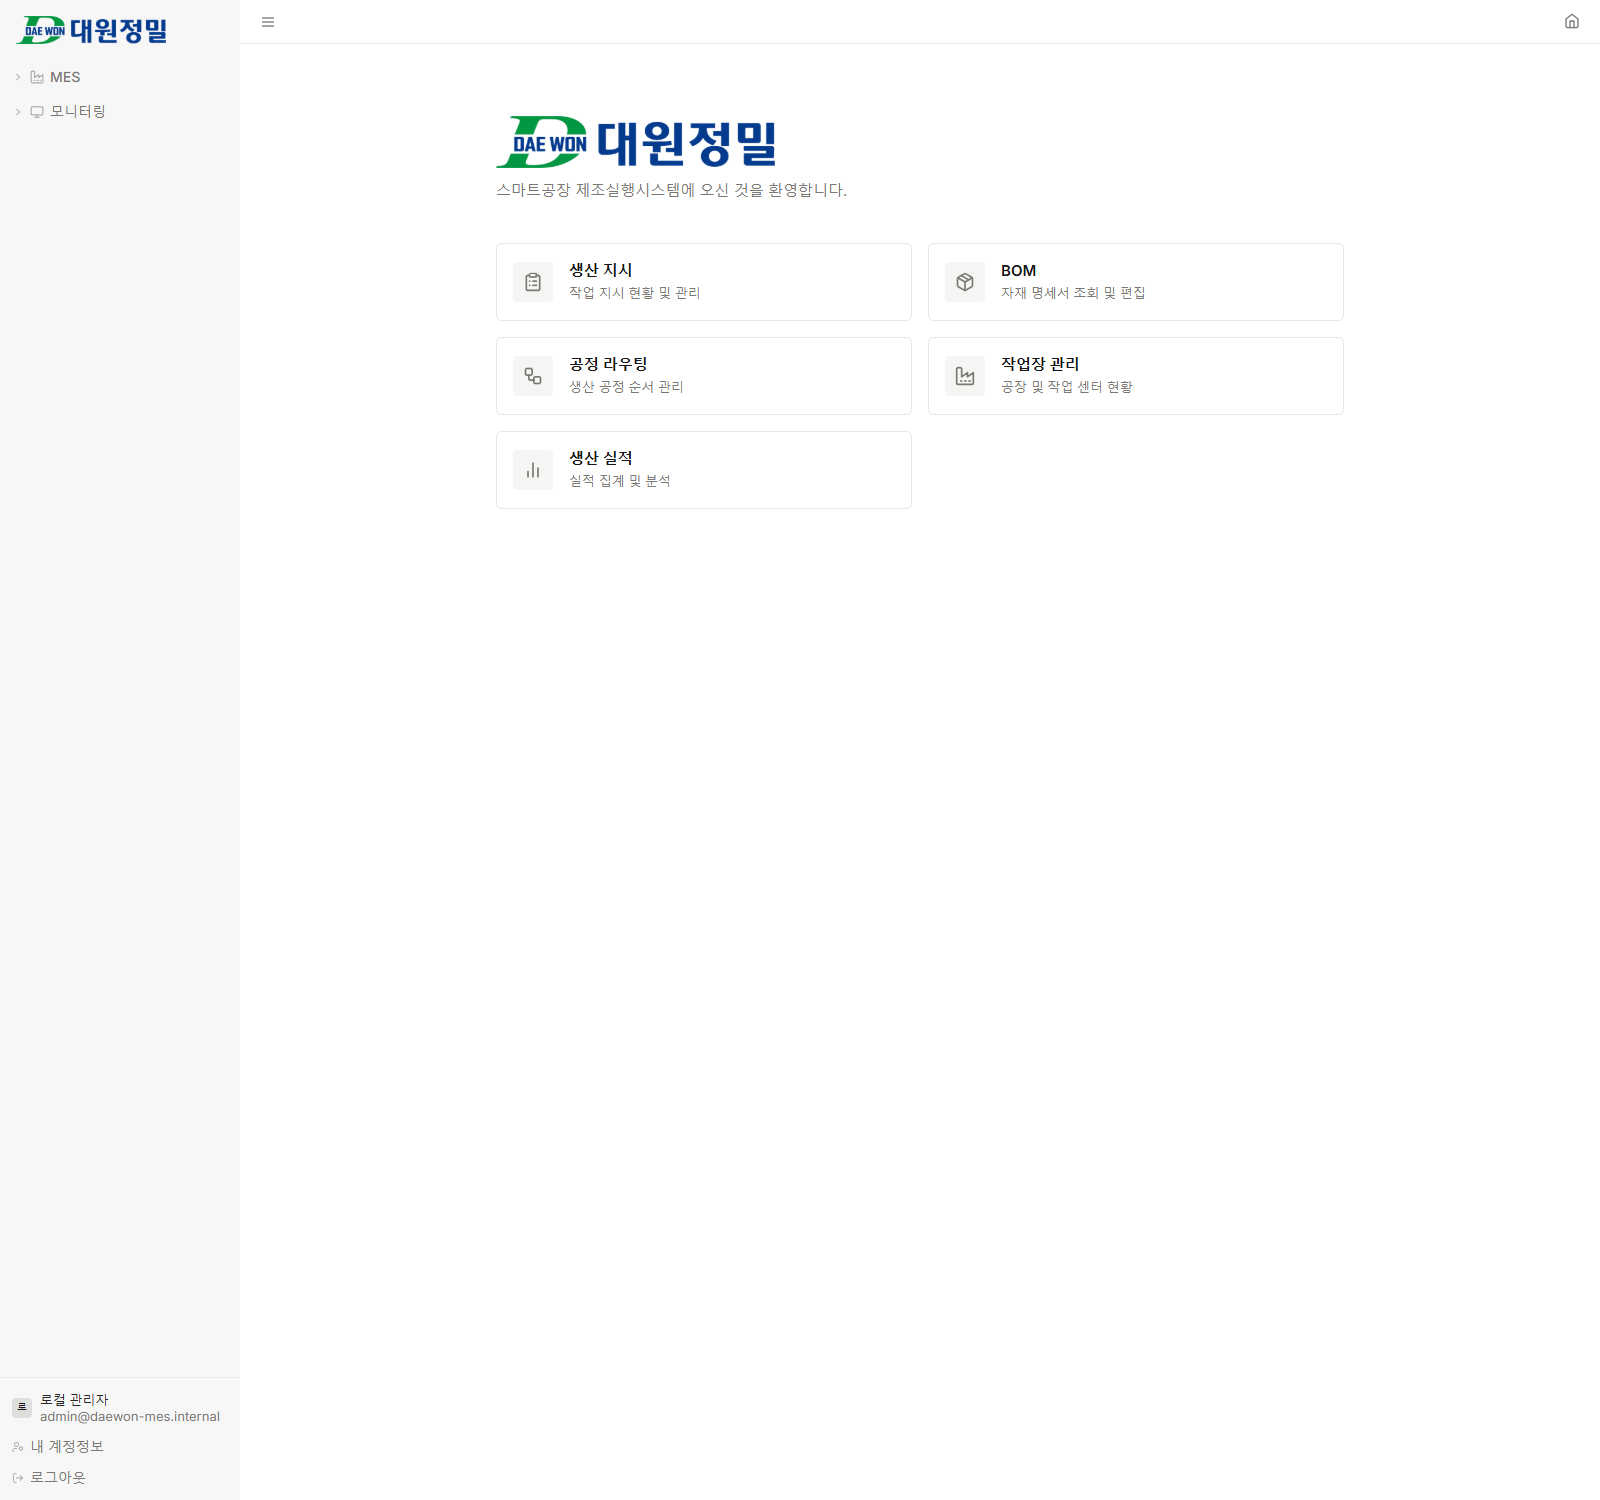 DAE WON 대원정밀
MES
모니터링
DAE WON 대원정밀
스마트공장 제조실행시스템에 오신 것을 환영합니다.
생산 지시
작업 지시 현황 및 관리
BOM
자재 명세서 조회 및 편집
공정 라우팅
생산 공정 순서 관리
작업장 관리
공장 및 작업 센터 현황
생산 실적
실적 집계 및 분석
로
로컬 관리자
admin@daewon-mes.internal
내 계정정보
로그아웃